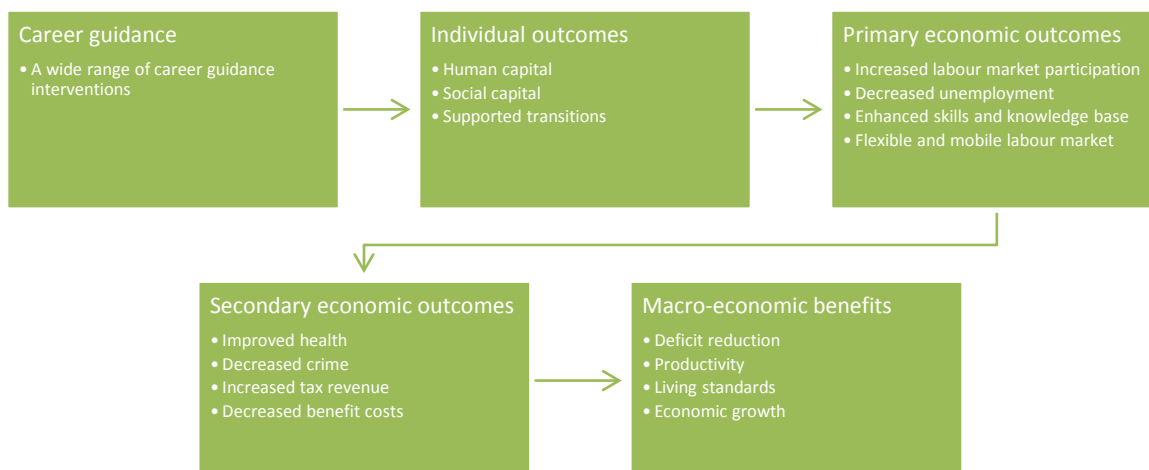 Career guidance
• A wide range of career guidance
interventions
Individual outcomes
• Human capital
• Social capital
• Supported transitions
Primary economic outcomes
• Increased labour market participation
• Decreased unemployment
• Enhanced skills and knowledge base
• Flexible and mobile labour market
Secondary economic outcomes
• Improved health
• Decreased crime
• Increased tax revenue
• Decreased benefit costs
Macro-economic benefits
• Deficit reduction
• Productivity
• Living standards
• Economic growth